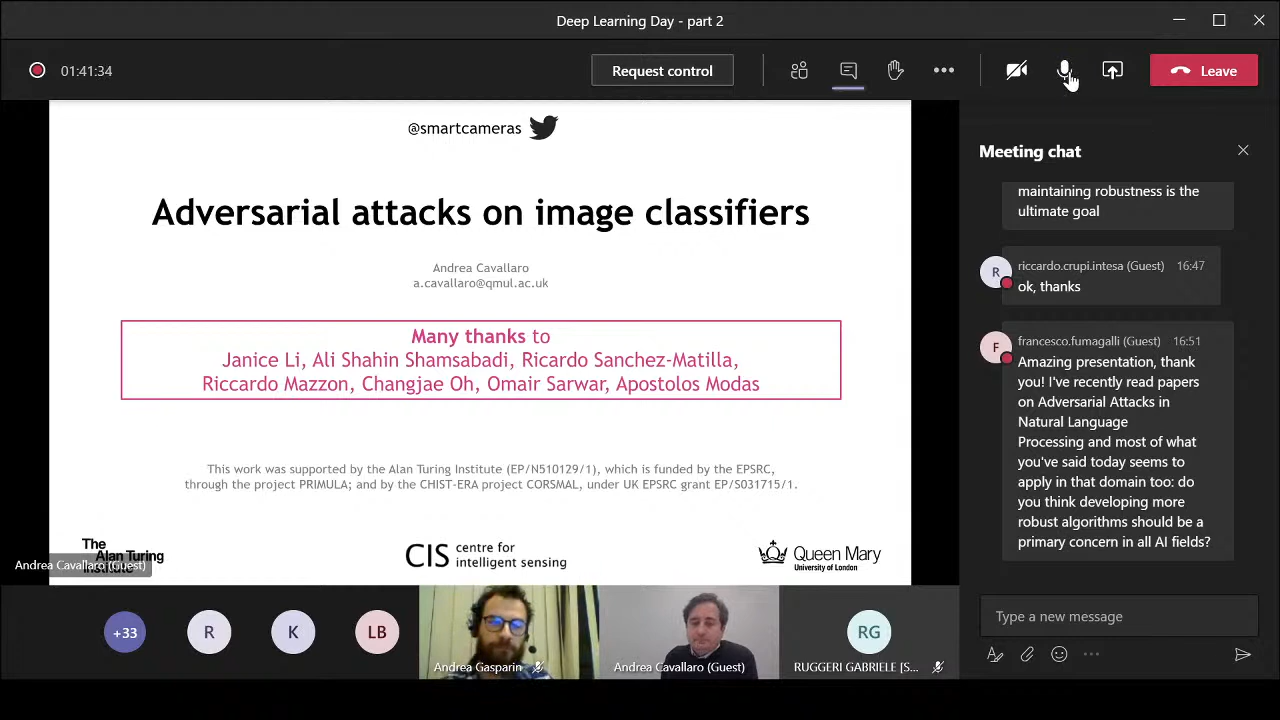 Deep Learning Day - part 2
01:41:34
Request control
Leave
@smartcameras
Adversarial attacks on image classifiers
Andrea Cavallaro
a.cavallaro@qmul.ac.uk
Many thanks to
Janice Li, Ali Shahin Shamsabadi, Ricardo Sanchez-Matilla,
Riccardo Mazzon, Changjae Oh, Omair Sarwar, Apostolos Modas
This work was supported by the Alan Turing Institute (EP/N510129/1), which is funded by the EPSRC,
through the project PRIMULA; and by the CHIST-ERA project CORSMAL, under UK EPSRC grant EP/S031715/1.
The
Alan Turing
Institute
Andrea Cavallaro (Guest)
CIS centre for
intelligent sensing
Queen Mary
University of London
Meeting chat
maintaining robustness is the
ultimate goal
R
riccardo.crupi.intesa (Guest) 16:47
ok, thanks
F
francesco.fumagalli (Guest) 16:51
Amazing presentation, thank
you! I've recently read papers
on Adversarial Attacks in
Natural Language
Processing and most of what
you've said today seems to
apply in that domain too: do
you think developing more
robust algorithms should be a
primary concern in all AI fields?
Type a new message
+33
R
K
LB
Andrea Gasparin
Andrea Cavallaro (Guest)
RG
RUGGERI GABRIELE [S...